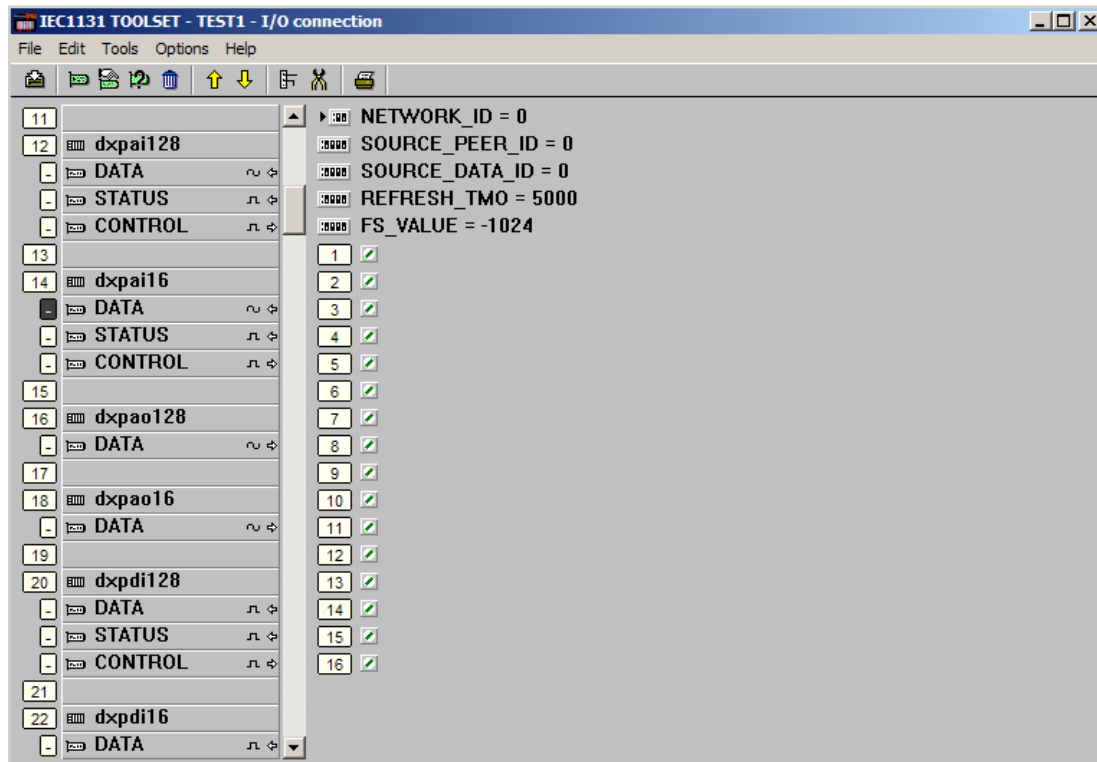 IEC1131 TOOLSET - TEST1 - I/O connection
File Edit Tools Options Help
11
12 dxpai128
- DATA
- STATUS
- CONTROL
13
14 dxpai16
- DATA
- STATUS
- CONTROL
15
16 dxpao128
- DATA
17
18 dxpao16
- DATA
19
20 dxpdi128
- DATA
- STATUS
- CONTROL
21
22 dxpdi16
- DATA
NETWORK_ID = 0
SOURCE_PEER_ID = 0
SOURCE_DATA_ID = 0
REFRESH_TMO = 5000
FS_VALUE = -1024
1
2
3
4
5
6
7
8
9
10
11
12
13
14
15
16